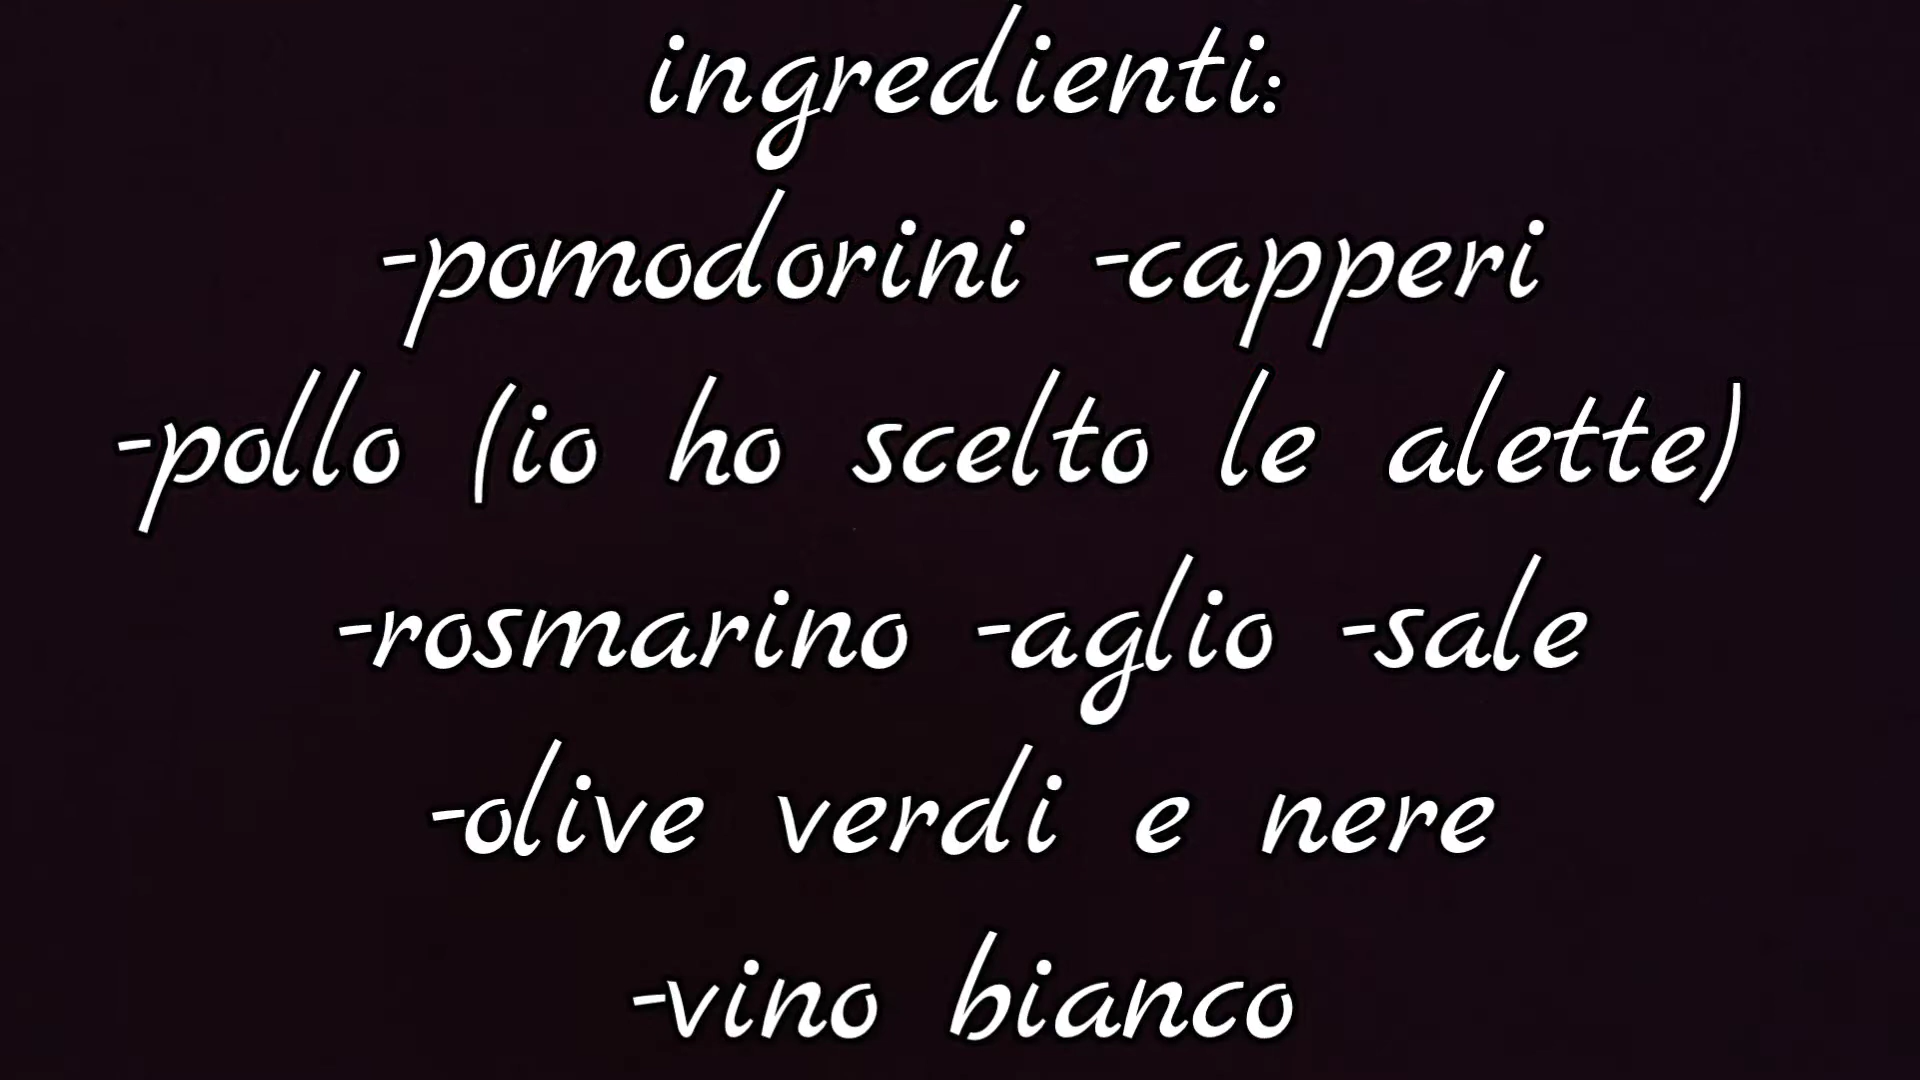 ingredienti:
-pomodorini -capperi
-pollo (io ho scelto le alette)
-rosmarino -aglio -sale
-olive verdi e nere
-vino bianco